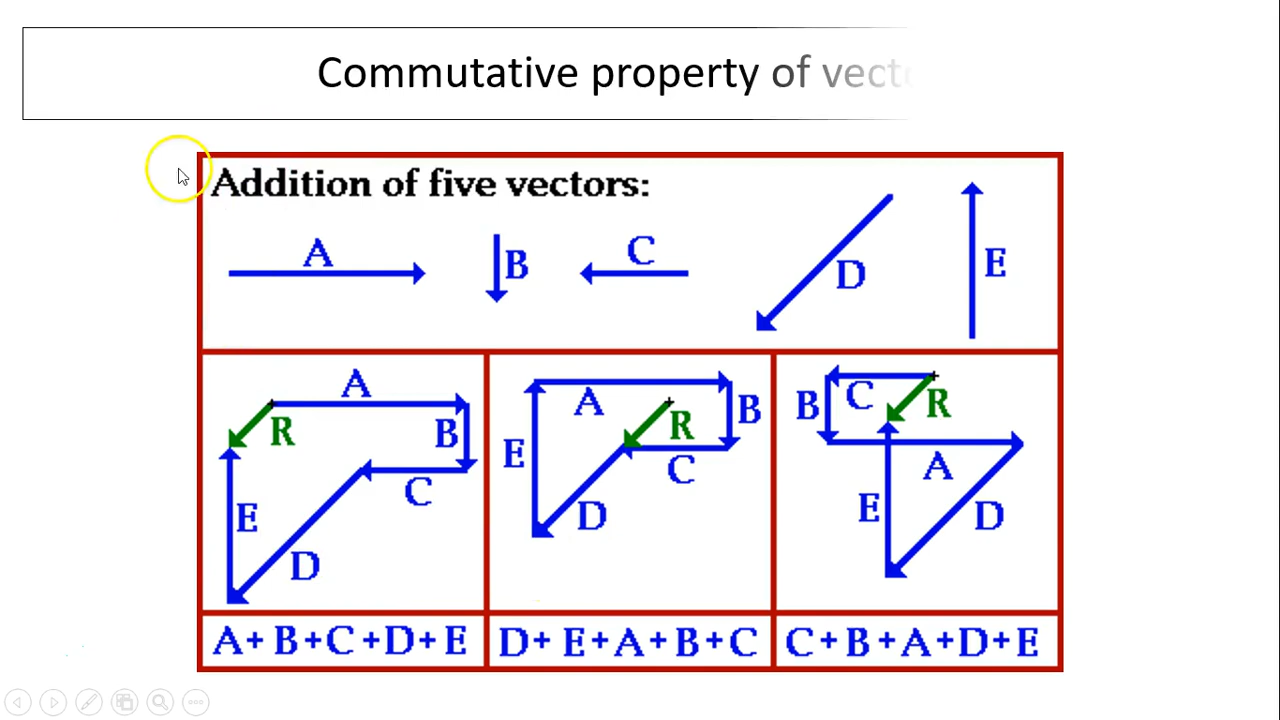 Commutative property of vect
Addition of five vectors:
A
B
C
D
E
A
R
B
C
E
D
A
B
R
E
C
D
C
R
B
A
E
D
A+ B+C+D+ E
D+ E+A+B+C
C+B+A+D+E